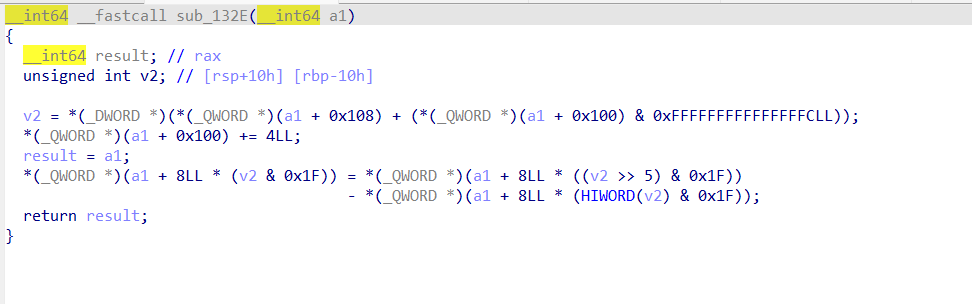 __int64 __fastcall sub_132E(__int64 a1)
{
  __int64 result; // rax
  unsigned int v2; // [rsp+10h] [rbp-10h]

  v2 = *(_DWORD *)(*(_QWORD *)(a1 + 0x108) + (*(_QWORD *)(a1 + 0x100) & 0xFFFFFFFFFFFFFFFCLL));
  *(_QWORD *)(a1 + 0x100) += 4LL;
  result = a1;
  *(_QWORD *)(a1 + 8LL * (v2 & 0x1F)) = *(_QWORD *)(a1 + 8LL * ((v2 >> 5) & 0x1F))
                                      - *(_QWORD *)(a1 + 8LL * (HIWORD(v2) & 0x1F));
  return result;
}